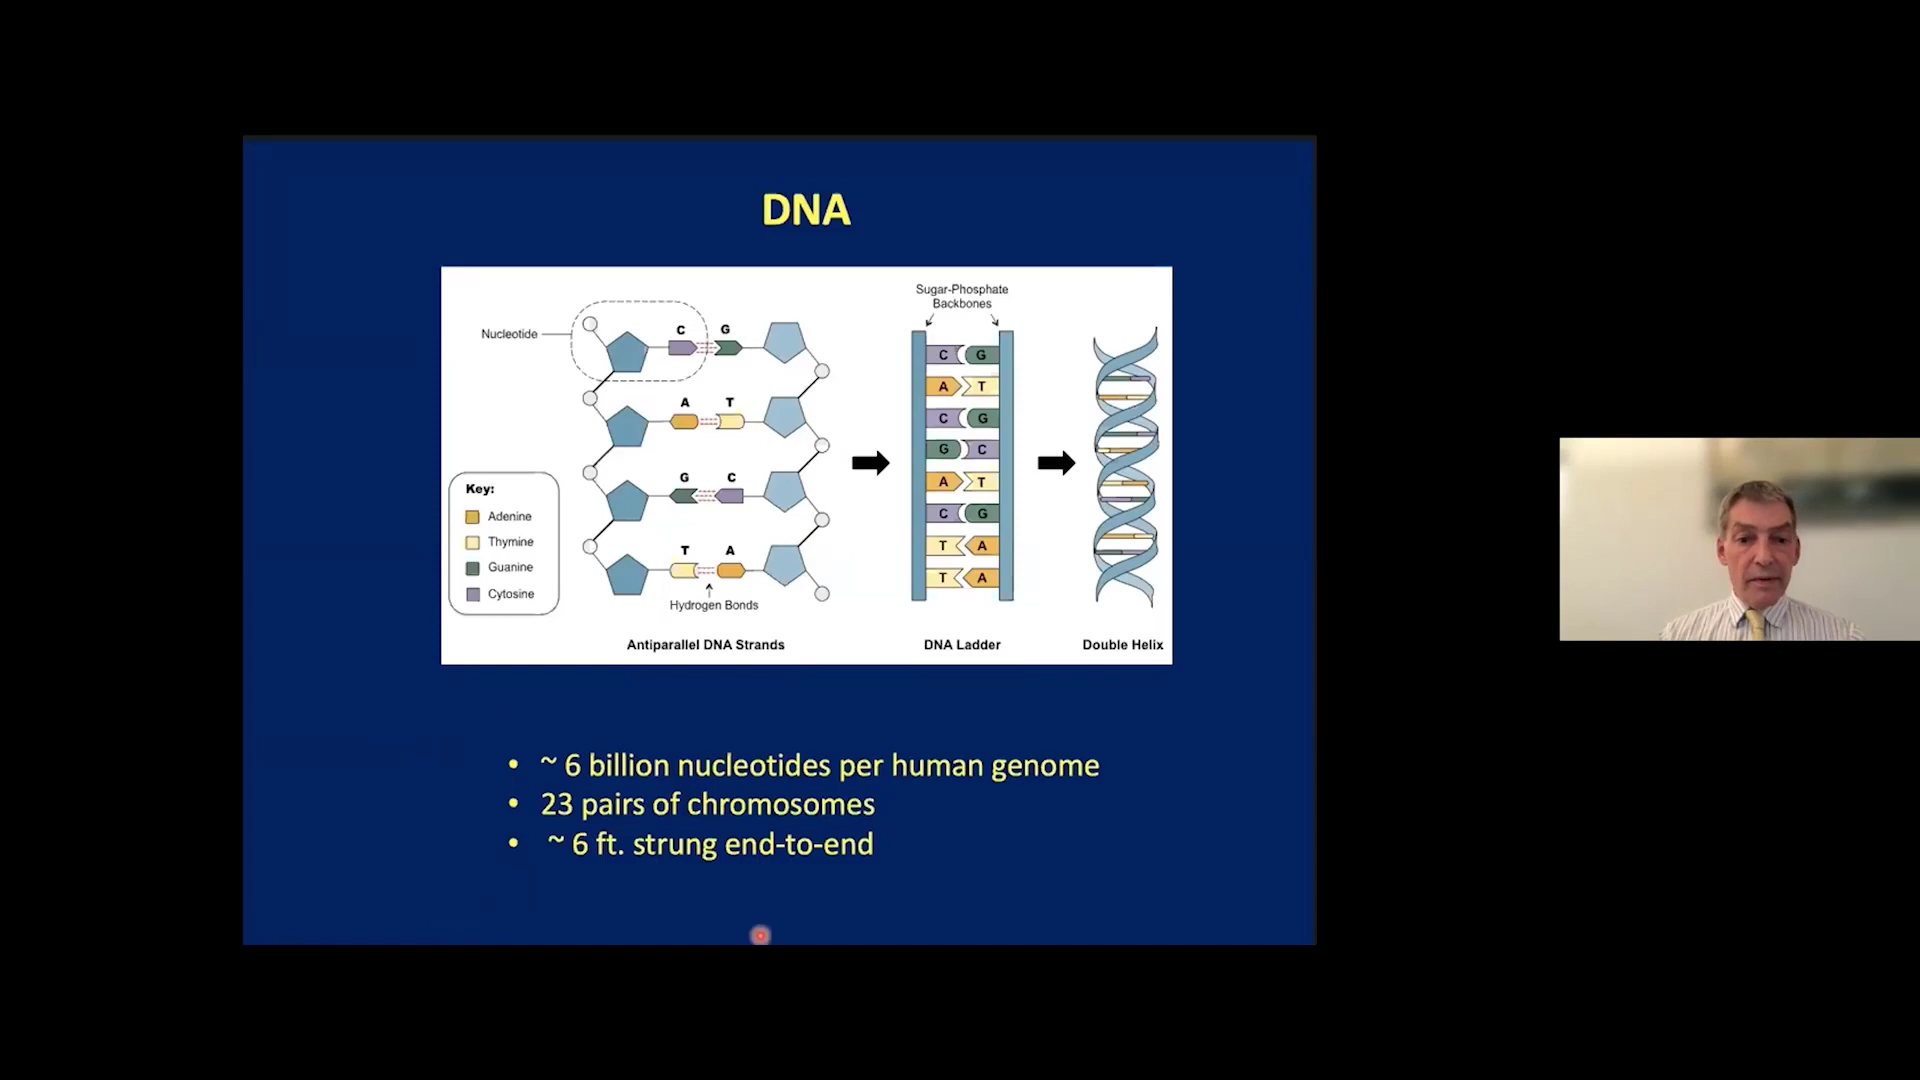 DNA
Sugar-Phosphate
Backbones
Nucleotide
C G
A T
G C
T A
Hydrogen Bonds
Key:
Adenine
Thymine
Guanine
Cytosine
C G
A T
C G
G C
A T
C G
T A
T A
Antiparallel DNA Strands
DNA Ladder
Double Helix
• ~ 6 billion nucleotides per human genome
• 23 pairs of chromosomes
• ~ 6 ft. strung end-to-end